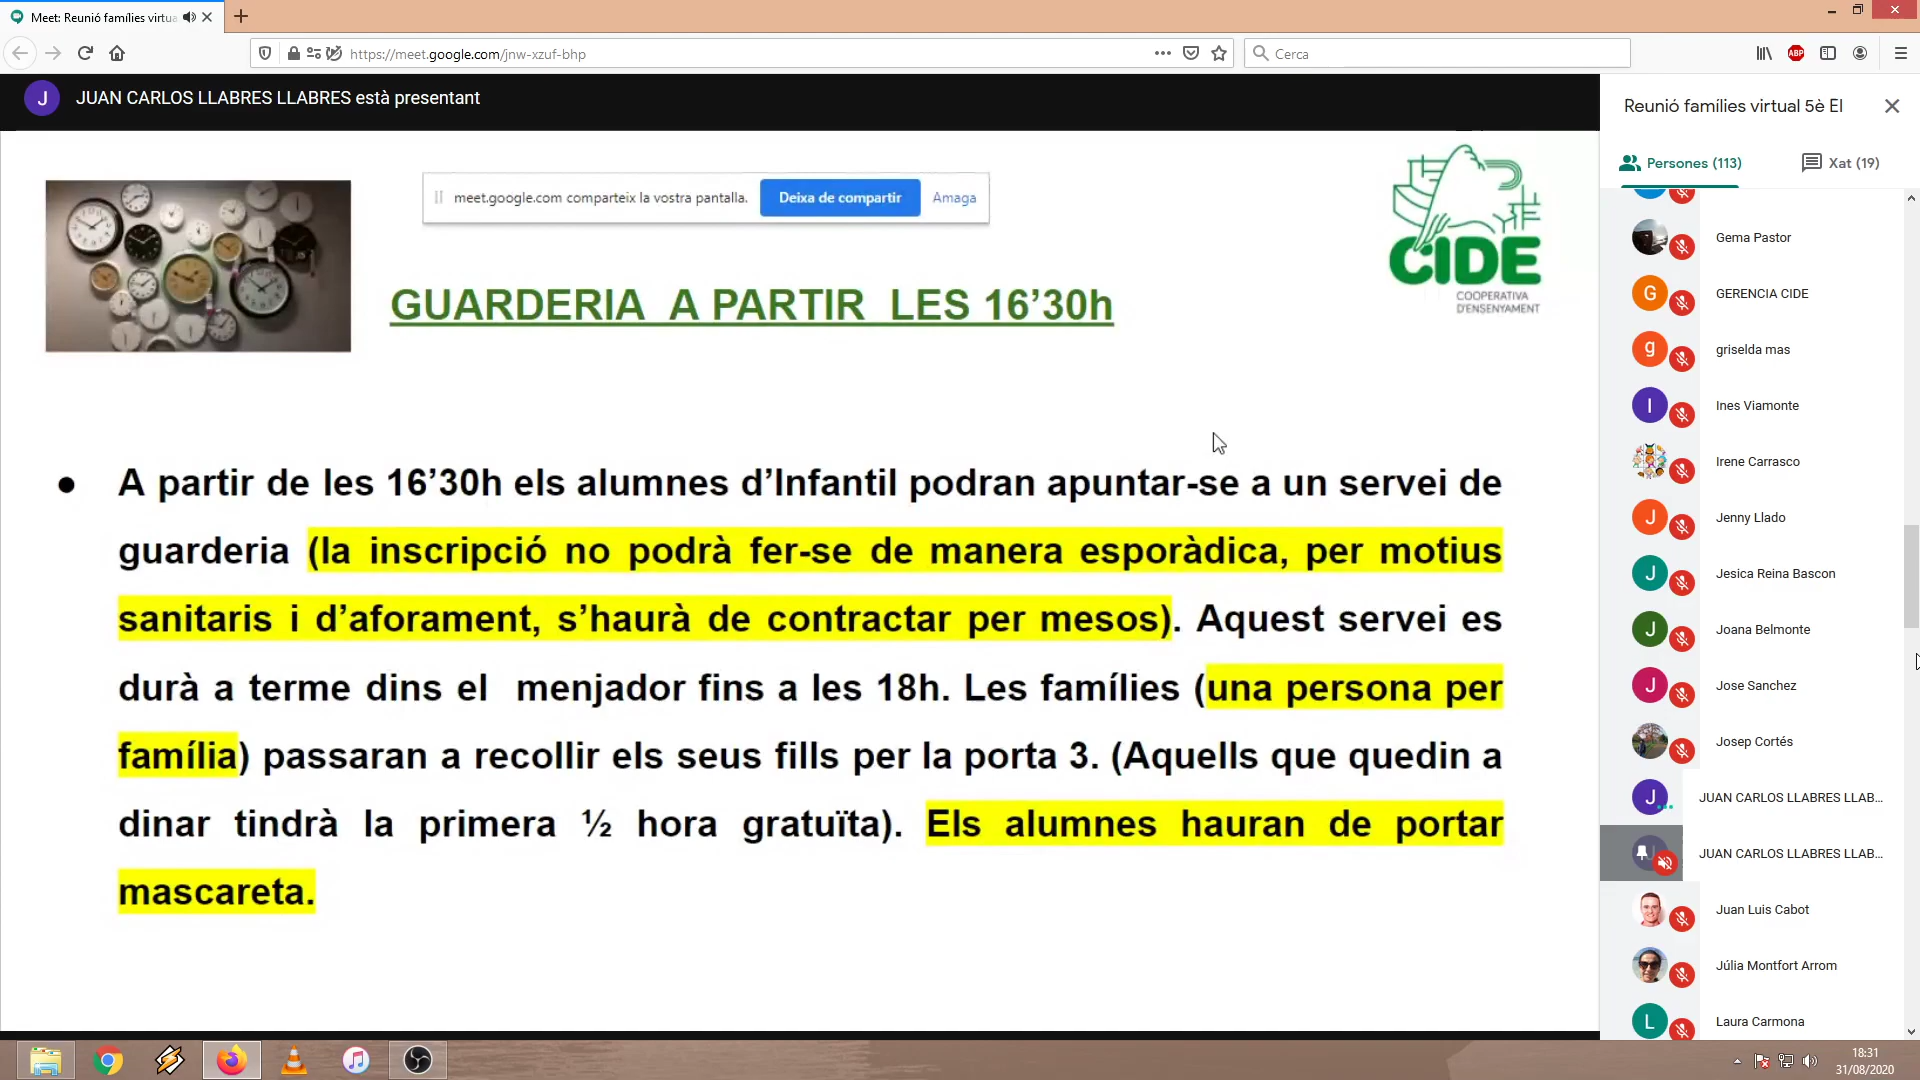 Meet: Reunió famílies virtua
https://meet.google.com/jnw-xzuf-bhp
Cerca
ABP
J
JUAN CARLOS LLABRES LLABRES està presentant
meet.google.com comparteix la vostra pantalla.
Deixa de compartir
Amaga
CIDE
COOPERATIVA
D'ENSENYAMENT
GUARDERIA A PARTIR LES 16'30h
● A partir de les 16'30h els alumnes d'Infantil podran apuntar-se a un servei de
guarderia (la inscripció no podrà fer-se de manera esporàdica, per motius
sanitaris i d'aforament, s'haurà de contractar per mesos). Aquest servei es
durà a terme dins el menjador fins a les 18h. Les famílies (una persona per
família) passaran a recollir els seus fills per la porta 3. (Aquells que quedin a
dinar tindrà la primera ½ hora gratuïta). Els alumnes hauran de portar
mascareta.
Reunió famílies virtual 5è EI
Persones (113)
Xat (19)
Gema Pastor
G
GERENCIA CIDE
g
griselda mas
I
Ines Viamonte
Irene Carrasco
J
Jenny Llado
J
Jesica Reina Bascon
J
Joana Belmonte
J
Jose Sanchez
Josep Cortés
J
JUAN CARLOS LLABRES LLAB...
JUAN CARLOS LLABRES LLAB...
Juan Luis Cabot
Júlia Montfort Arrom
L
Laura Carmona
18:31
31/08/2020